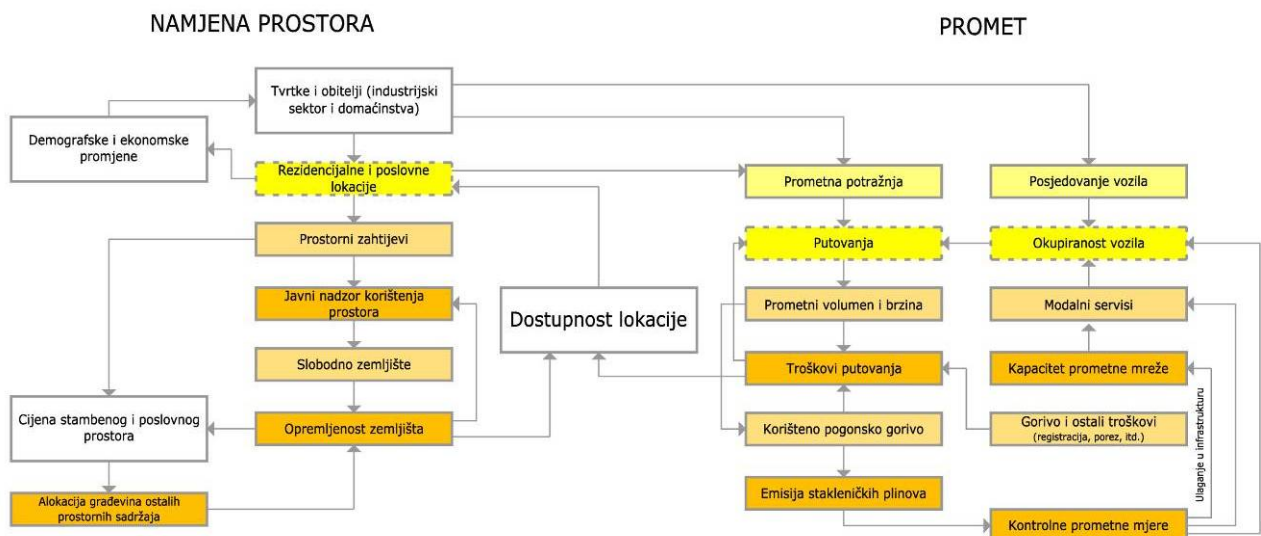 NAMJENA PROSTORA
PROMET
Tvrtke i obitelji (industrijski
sektor i domaćinstva)
Demografske i ekonomske
promjene
Rezidencijalne i poslovne
lokacije
Prostorni zahtijevi
Javni nadzor korištenja
prostora
Slobodno zemljište
Cijena stambenog i poslovnog
prostora
Opremljenost zemljišta
Alokacija građevina ostalih
prostornih sadržaja
Dostupnost lokacije
Prometna potražnja
Posjedovanje vozila
Putovanja
Okupiranost vozila
Prometni volumen i brzina
Modalni servisi
Troškovi putovanja
Kapacitet prometne mreže
Korišteno pogonsko gorivo
Gorivo i ostali troškovi
(registracija, porez, itd.)
Ulaganje u infrastrukturu
Emisija stakleničkih plinova
Kontrolne prometne mjere